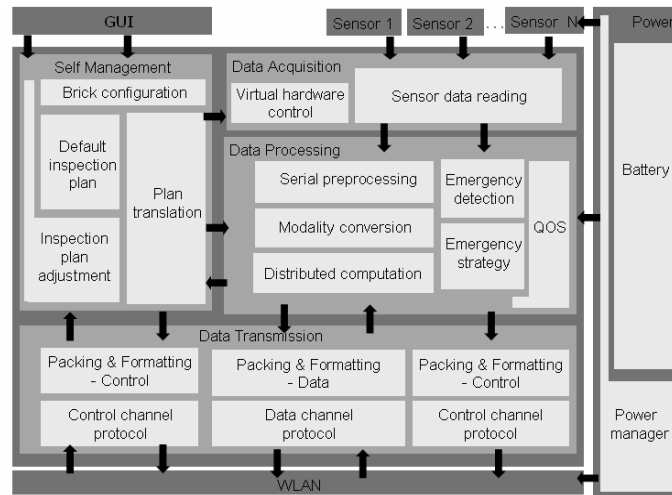 GUI
Sensor 1
Sensor 2
...
Sensor N
Power
Self Management
Brick configuration
Default
inspection
plan
Plan
translation
Inspection
plan
adjustment
Data Acquisition
Virtual hardware
control
Sensor data reading
Data Processing
Serial preprocessing
Modality conversion
Distributed computation
Emergency
detection
Emergency
strategy
QOS
Battery
Data Transmission
Packing & Formatting
- Control
Packing & Formatting
- Data
Packing & Formatting
- Control
Control channel
protocol
Data channel
protocol
Control channel
protocol
Power
manager
WLAN